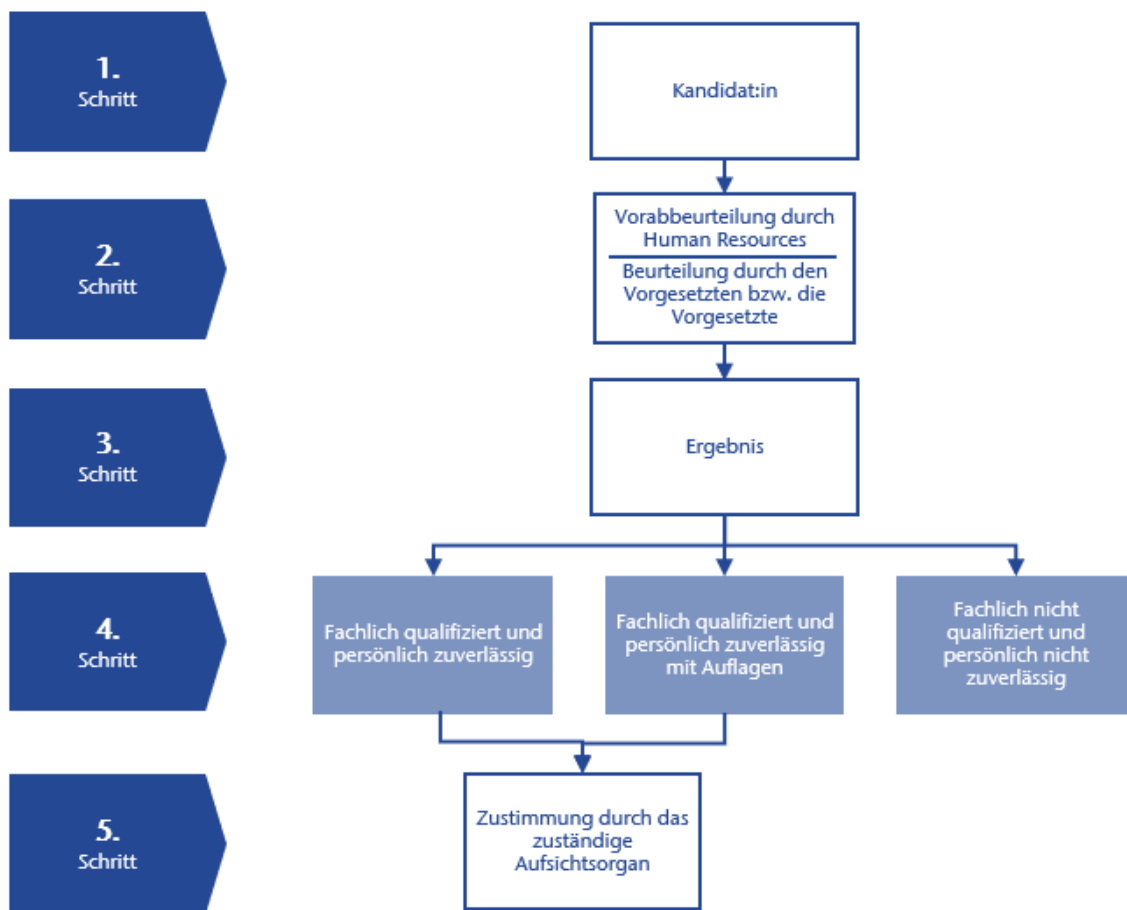 1.
Schritt
Kandidat:in
2.
Schritt
Vorabbeurteilung durch
Human Resources
Beurteilung durch den
Vorgesetzten bzw. die
Vorgesetzte
3.
Schritt
Ergebnis
4.
Schritt
Fachlich qualifiziert und
persönlich zuverlässig
Fachlich qualifiziert und
persönlich zuverlässig
mit Auflagen
Fachlich nicht
qualifiziert und
persönlich nicht
zuverlässig
5.
Schritt
Zustimmung durch das
zuständige
Aufsichtsorgan